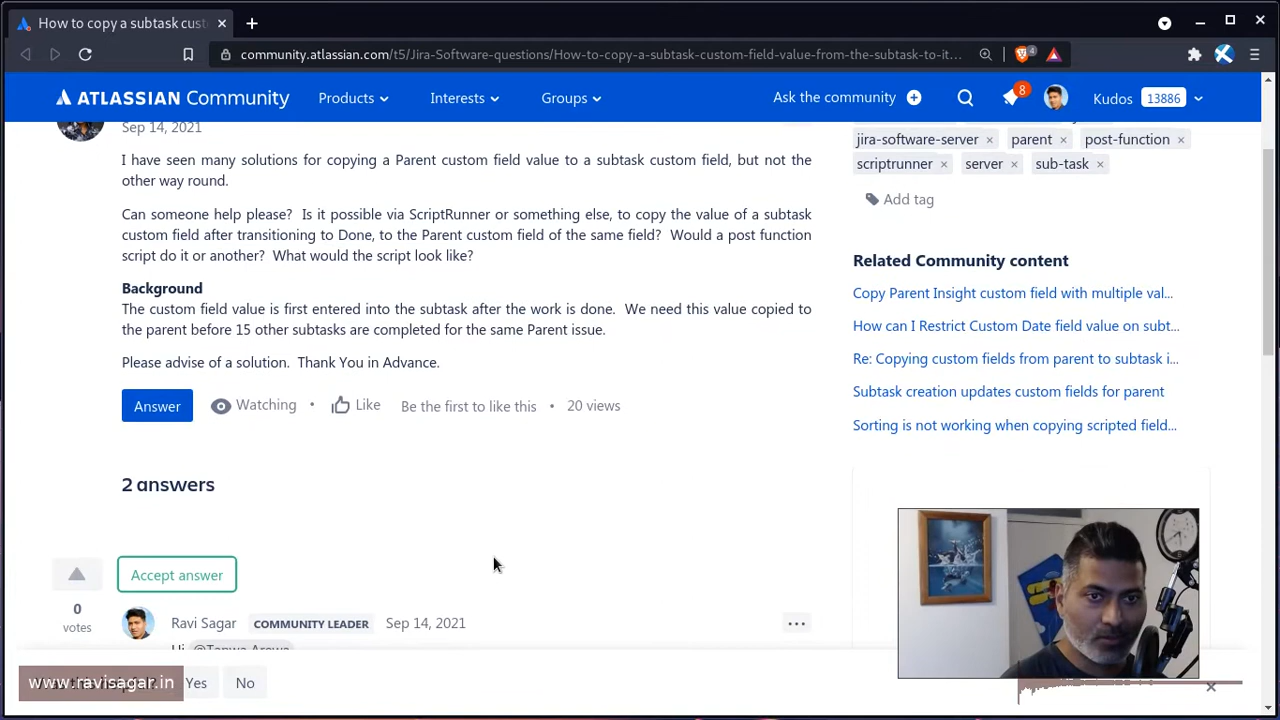 How to copy a subtask cust
community.atlassian.com/t5/Jira-Software-questions/How-to-copy-a-subtask-custom-field-value-from-the-subtask-to-it...
4
ATLASSIAN Community
Products
Interests
Groups
Ask the community
8
Kudos
13886
Sep 14, 2021
I have seen many solutions for copying a Parent custom field value to a subtask custom field, but not the
other way round.
Can someone help please? Is it possible via ScriptRunner or something else, to copy the value of a subtask
custom field after transitioning to Done, to the Parent custom field of the same field? Would a post function
script do it or another? What would the script look like?
Background
The custom field value is first entered into the subtask after the work is done. We need this value copied to
the parent before 15 other subtasks are completed for the same Parent issue.
Please advise of a solution. Thank You in Advance.
Answer
Watching
•
Like
Be the first to like this
•
20 views
2 answers
Accept answer
0
votes
Ravi Sagar
COMMUNITY LEADER
Sep 14, 2021
Hi @Tanwa Arowa
www.ravisagar.in
Yes
No
jira-software-server ×
parent ×
post-function ×
scriptrunner ×
server ×
sub-task ×
Add tag
Related Community content
Copy Parent Insight custom field with multiple val...
How can I Restrict Custom Date field value on subt...
Re: Copying custom fields from parent to subtask i...
Subtask creation updates custom fields for parent
Sorting is not working when copying scripted field...